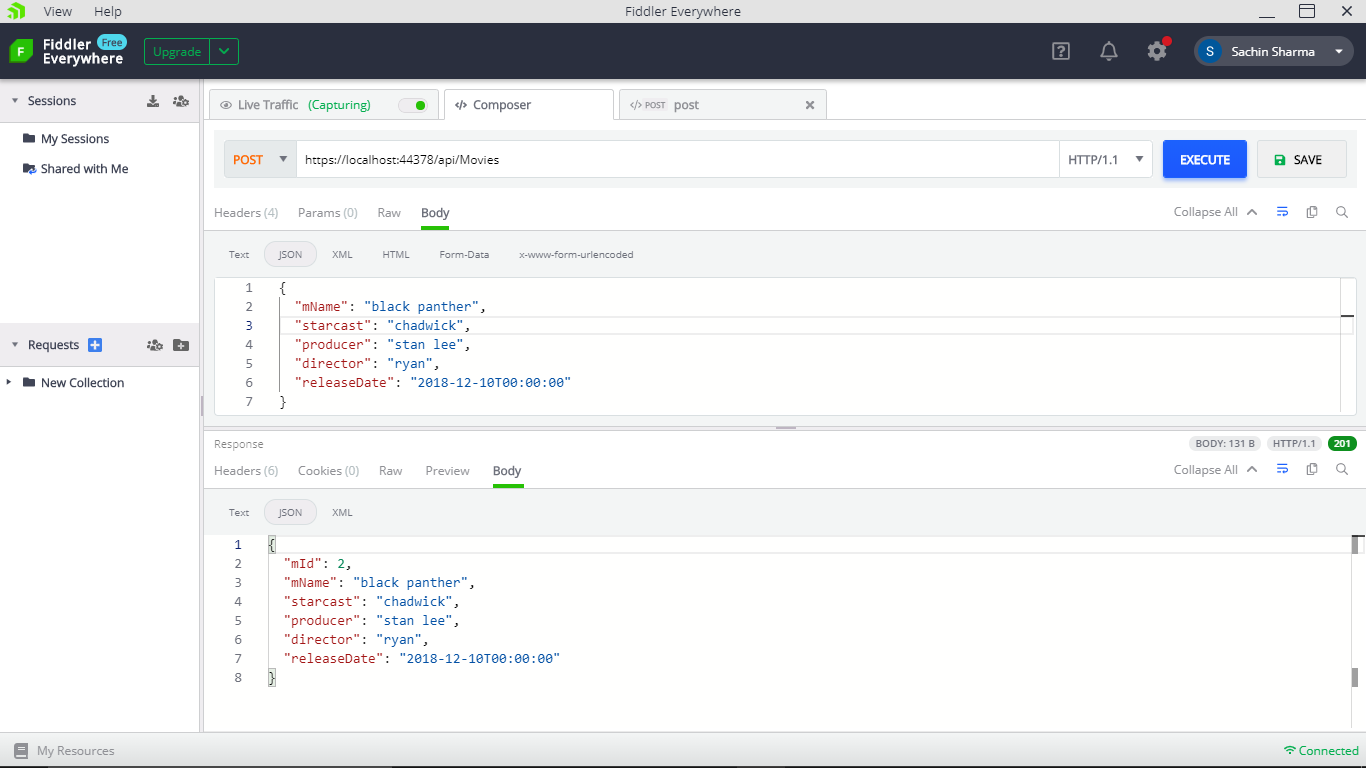 View Help Fiddler Everywhere
F Fiddler Everywhere Free Upgrade ? S Sachin Sharma
Sessions
My Sessions
Shared with Me
Requests
New Collection
Live Traffic (Capturing) </> Composer </> POST post
POST https://localhost:44378/api/Movies HTTP/1.1 EXECUTE SAVE
Headers (4) Params (0) Raw Body Collapse All
Text JSON XML HTML Form-Data x-www-form-urlencoded
1 {
2 "mName": "black panther",
3 "starcast": "chadwick",
4 "producer": "stan lee",
5 "director": "ryan",
6 "releaseDate": "2018-12-10T00:00:00"
7 }
Response BODY: 131 B HTTP/1.1 201
Headers (6) Cookies (0) Raw Preview Body Collapse All
Text JSON XML
1 {
2 "mId": 2,
3 "mName": "black panther",
4 "starcast": "chadwick",
5 "producer": "stan lee",
6 "director": "ryan",
7 "releaseDate": "2018-12-10T00:00:00"
8 }
My Resources Connected